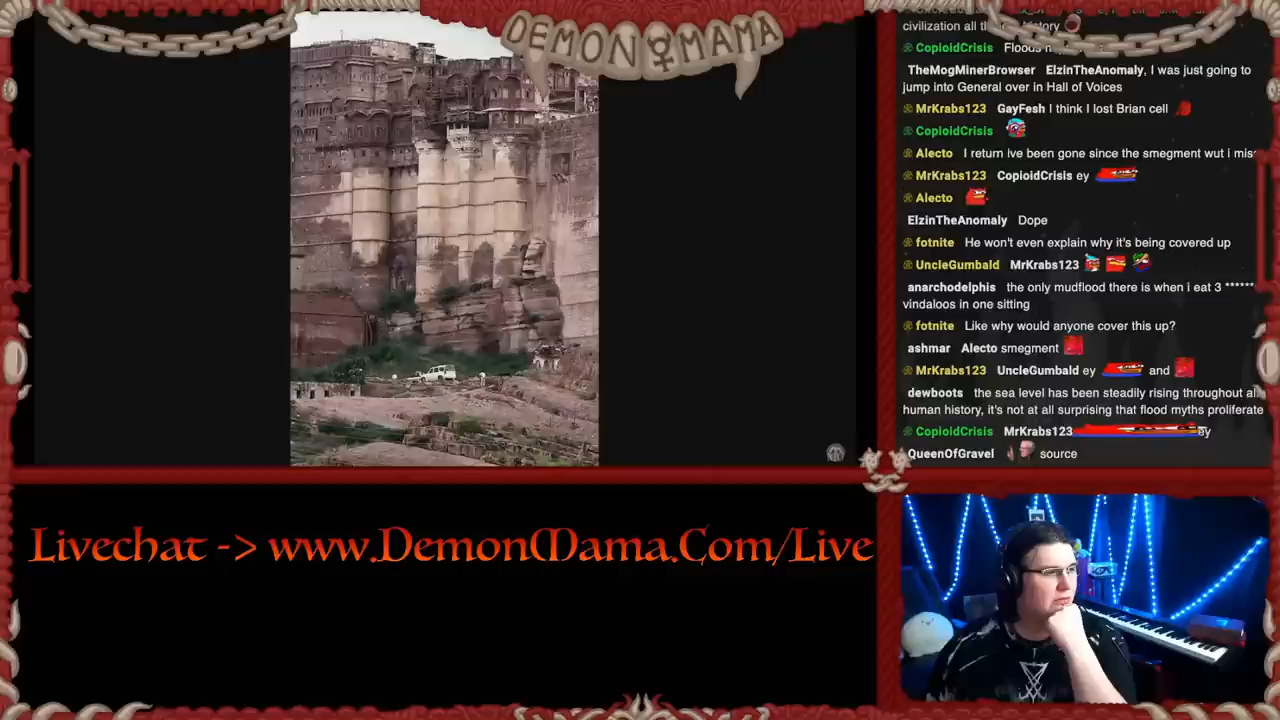 DEMON MAMA
civilization all
CopioidCrisis
TheMogMinerBrowser ElzinTheAnomaly, I was just going to
jump into General over in Hall of Voices
MrKrabs123 GayFesh I think I lost Brian cell
CopioidCrisis
Alecto I return ive been gone since the smegment wut i mis
MrKrabs123 CopioidCrisis ey
Alecto
ElzinTheAnomaly Dope
fotnite He won't even explain why it's being covered up
UncleGumbald MrKrabs123
anarchodelphis the only mudflood there is when i eat 3 ******
vindaloos in one sitting
fotnite Like why would anyone cover this up?
ashmar Alecto smegment
MrKrabs123 UncleGumbald ey and
dewboots the sea level has been steadily rising throughout all
human history, it's not at all surprising that flood myths proliferate
CopioidCrisis MrKrabs123 ey
QueenOfGravel source
Livechat -> www.DemonMama.Com/Live